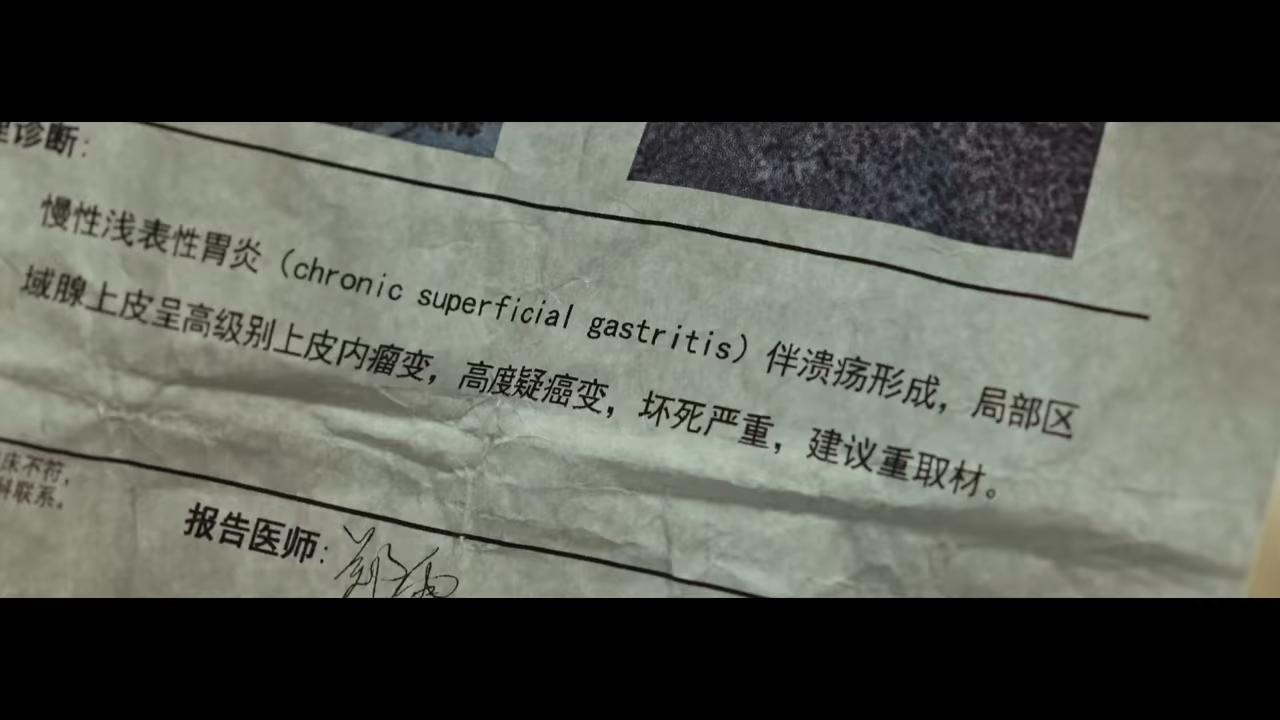 诊断:
慢性浅表性胃炎（chronic superficial gastritis）伴溃疡形成，局部区
域腺上皮呈高级别上皮内瘤变，高度疑癌变，坏死严重，建议重取材。
床不符，
科联系。
报告医师: